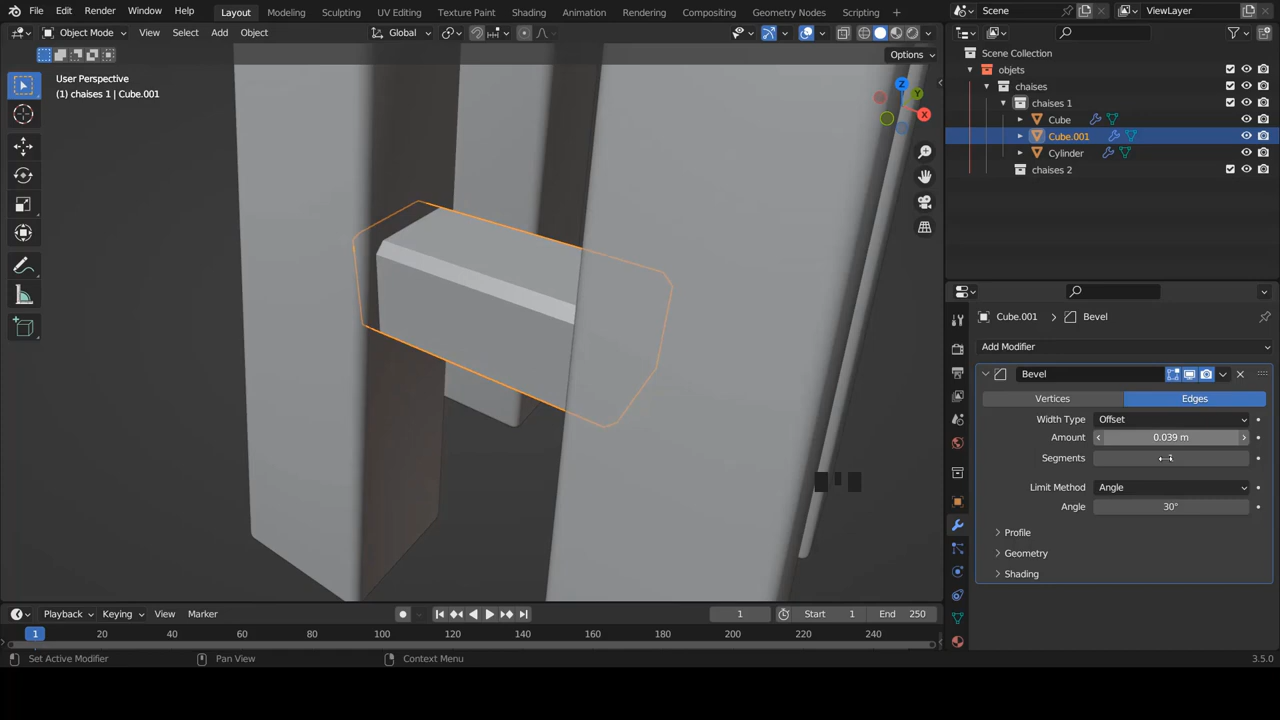 File Edit Render Window Help Layout Modeling Sculpting UV Editing Texture Paint Shading Animation Rendering Compositing Geometry Nodes Scripting + Scene ViewLayer
Object Mode View Select Add Object Global
Options
User Perspective
(1) chaises 1 | Cube.001
Z
Y
X
Scene Collection
objets
chaises
chaises 1
Cube
Cube.001
Cylinder
chaises 2
Cube.001 > Bevel
Add Modifier
Bevel
Vertices Edges
Width Type Offset
Amount 0.039 m
Segments
Limit Method Angle
Angle 30°
Profile
Geometry
Shading
Playback Keying View Marker 1 Start 1 End 250
1 20 40 60 80 100 120 140 160 180 200 220 240
Set Active Modifier Pan View Context Menu 3.5.0